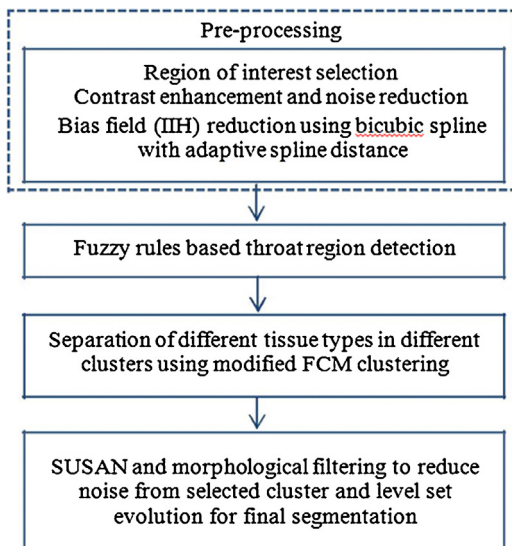 Pre-processing
Region of interest selection
Contrast enhancement and noise reduction
Bias field (IIH) reduction using bicubic spline
with adaptive spline distance
Fuzzy rules based throat region detection
Separation of different tissue types in different
clusters using modified FCM clustering
SUSAN and morphological filtering to reduce
noise from selected cluster and level set
evolution for final segmentation